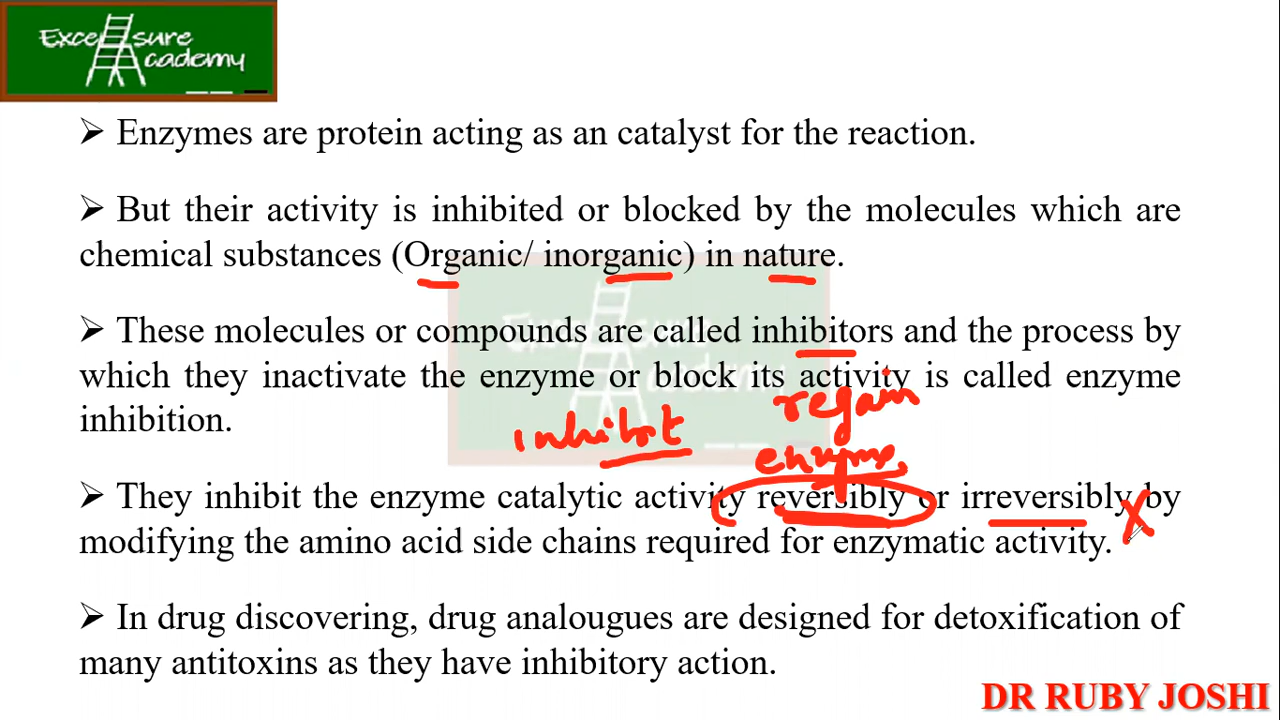 Excel sure
Academy
➢ Enzymes are protein acting as an catalyst for the reaction.
➢ But their activity is inhibited or blocked by the molecules which are
chemical substances (Organic/ inorganic) in nature.
➢ These molecules or compounds are called inhibitors and the process by
which they inactivate the enzyme or block its activity is called enzyme
regain
inhibition.
inhibit
enzyme
➢ They inhibit the enzyme catalytic activity reversibly or irreversibly by
X
modifying the amino acid side chains required for enzymatic activity.
➢ In drug discovering, drug analougues are designed for detoxification of
many antitoxins as they have inhibitory action.
DR RUBY JOSHI